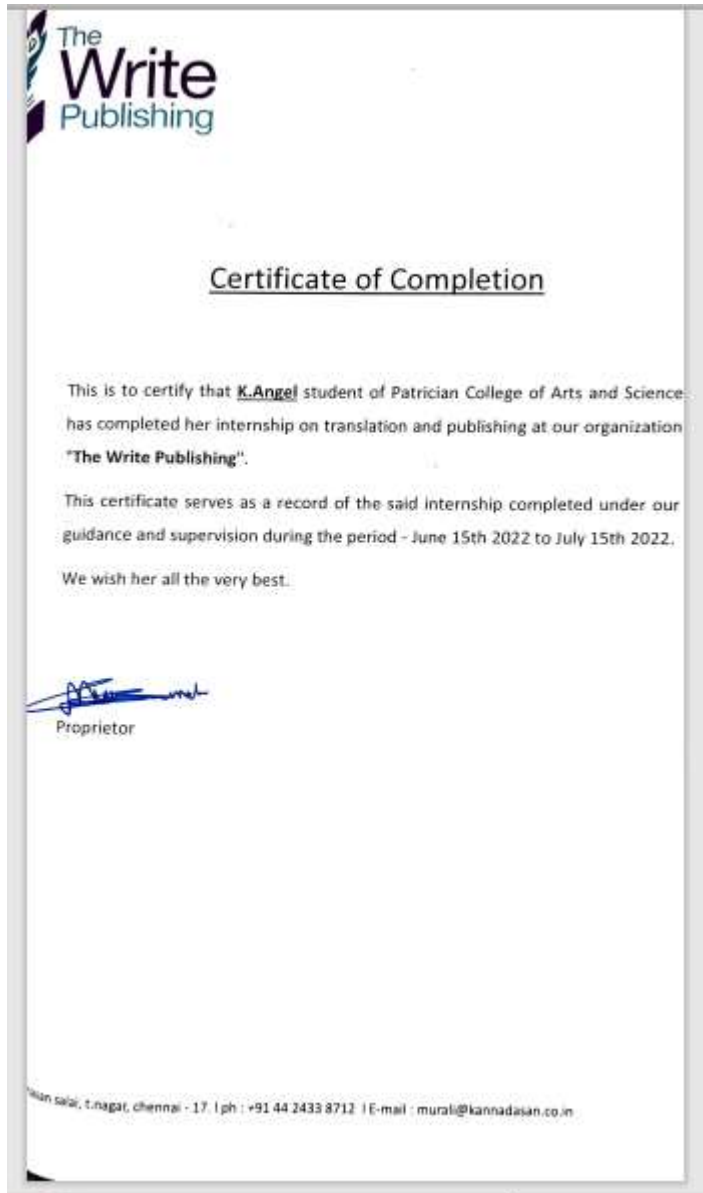 The
Write
Publishing
Certificate of Completion
This is to certify that K.Angel student of Patrician College of Arts and Science
has completed her internship on translation and publishing at our organization
"The Write Publishing".
This certificate serves as a record of the said internship completed under our
guidance and supervision during the period - June 15th 2022 to July 15th 2022.
We wish her all the very best.
Proprietor
salai, t.nagar, chennai - 17. I ph : +91 44 2433 8712 I E-mail : murali@kannadasan.co.in